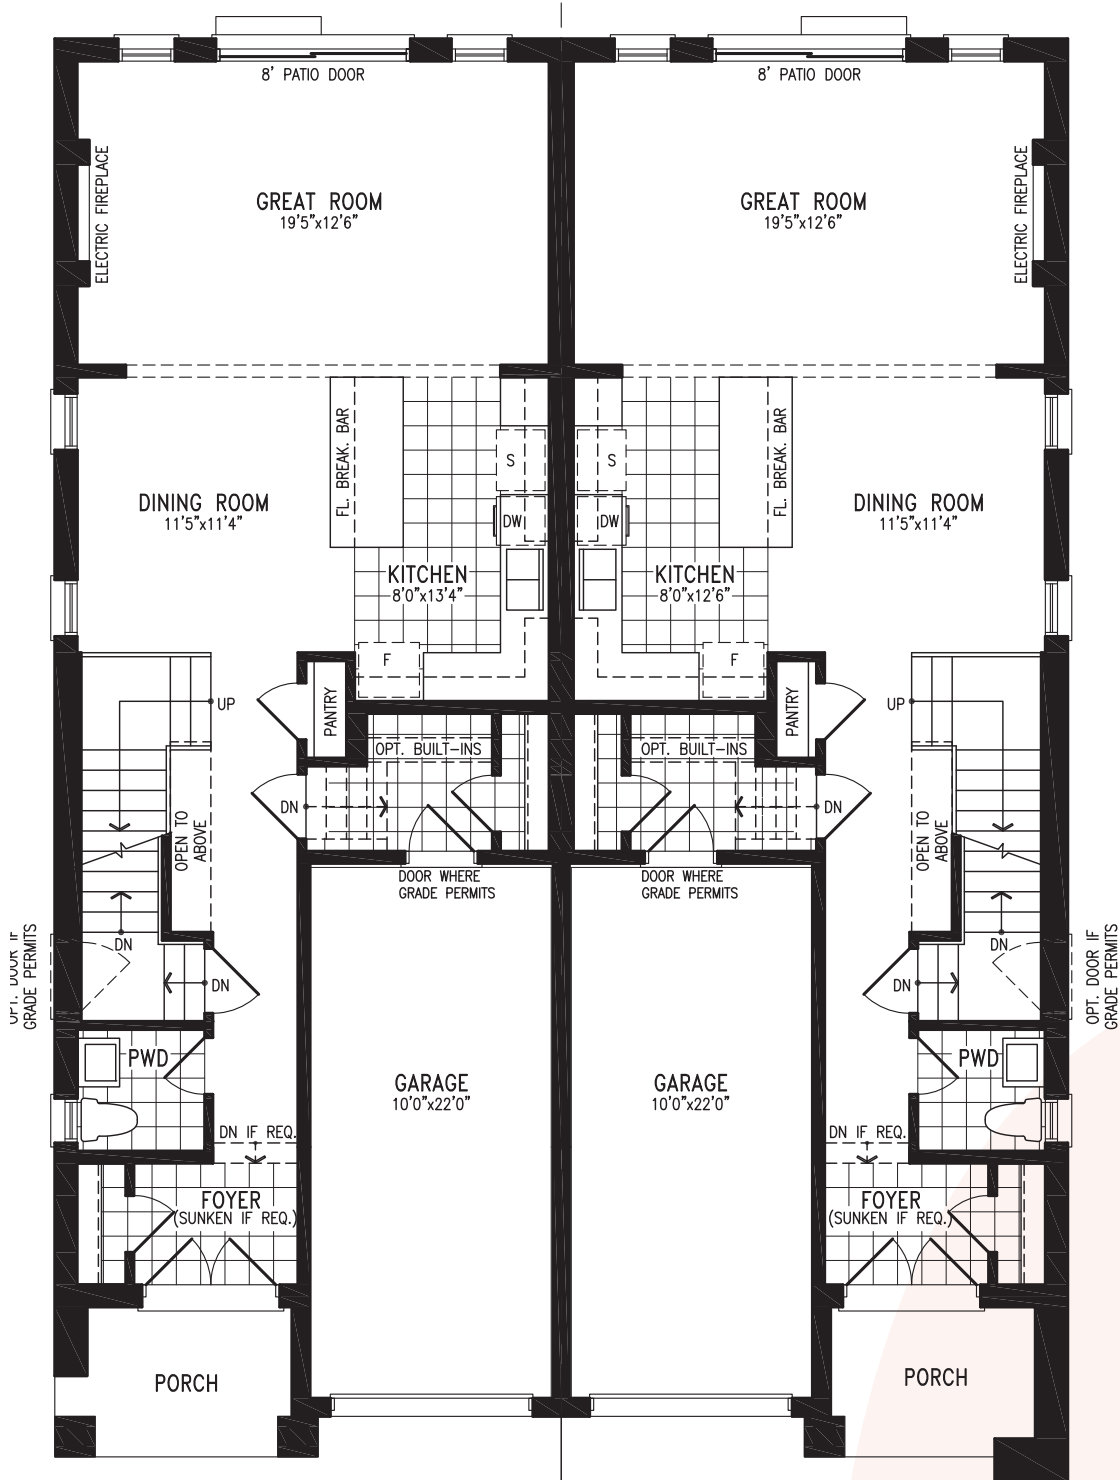 8' PATIO DOOR
8' PATIO DOOR
ELECTRIC FIREPLACE
GREAT ROOM
19'5"x12'6"
GREAT ROOM
19'5"x12'6"
ELECTRIC FIREPLACE
DINING ROOM
11'5"x11'4"
FL. BREAK. BAR
S
DW
KITCHEN
8'0"x13'4"
F
S
DW
KITCHEN
8'0"x12'6"
F
FL. BREAK. BAR
DINING ROOM
11'5"x11'4"
UP
PANTRY
OPT. BUILT-INS
OPT. BUILT-INS
PANTRY
UP
OPEN TO
ABOVE
DN
DN
OPEN TO
ABOVE
DOOR WHERE
GRADE PERMITS
DOOR WHERE
GRADE PERMITS
OPT. DOOR IF
GRADE PERMITS
DN
DN
DN
DN
OPT. DOOR IF
GRADE PERMITS
PWD
GARAGE
10'0"x22'0"
GARAGE
10'0"x22'0"
PWD
DN IF REQ.
DN IF REQ.
FOYER
(SUNKEN IF REQ.)
FOYER
(SUNKEN IF REQ.)
PORCH
PORCH